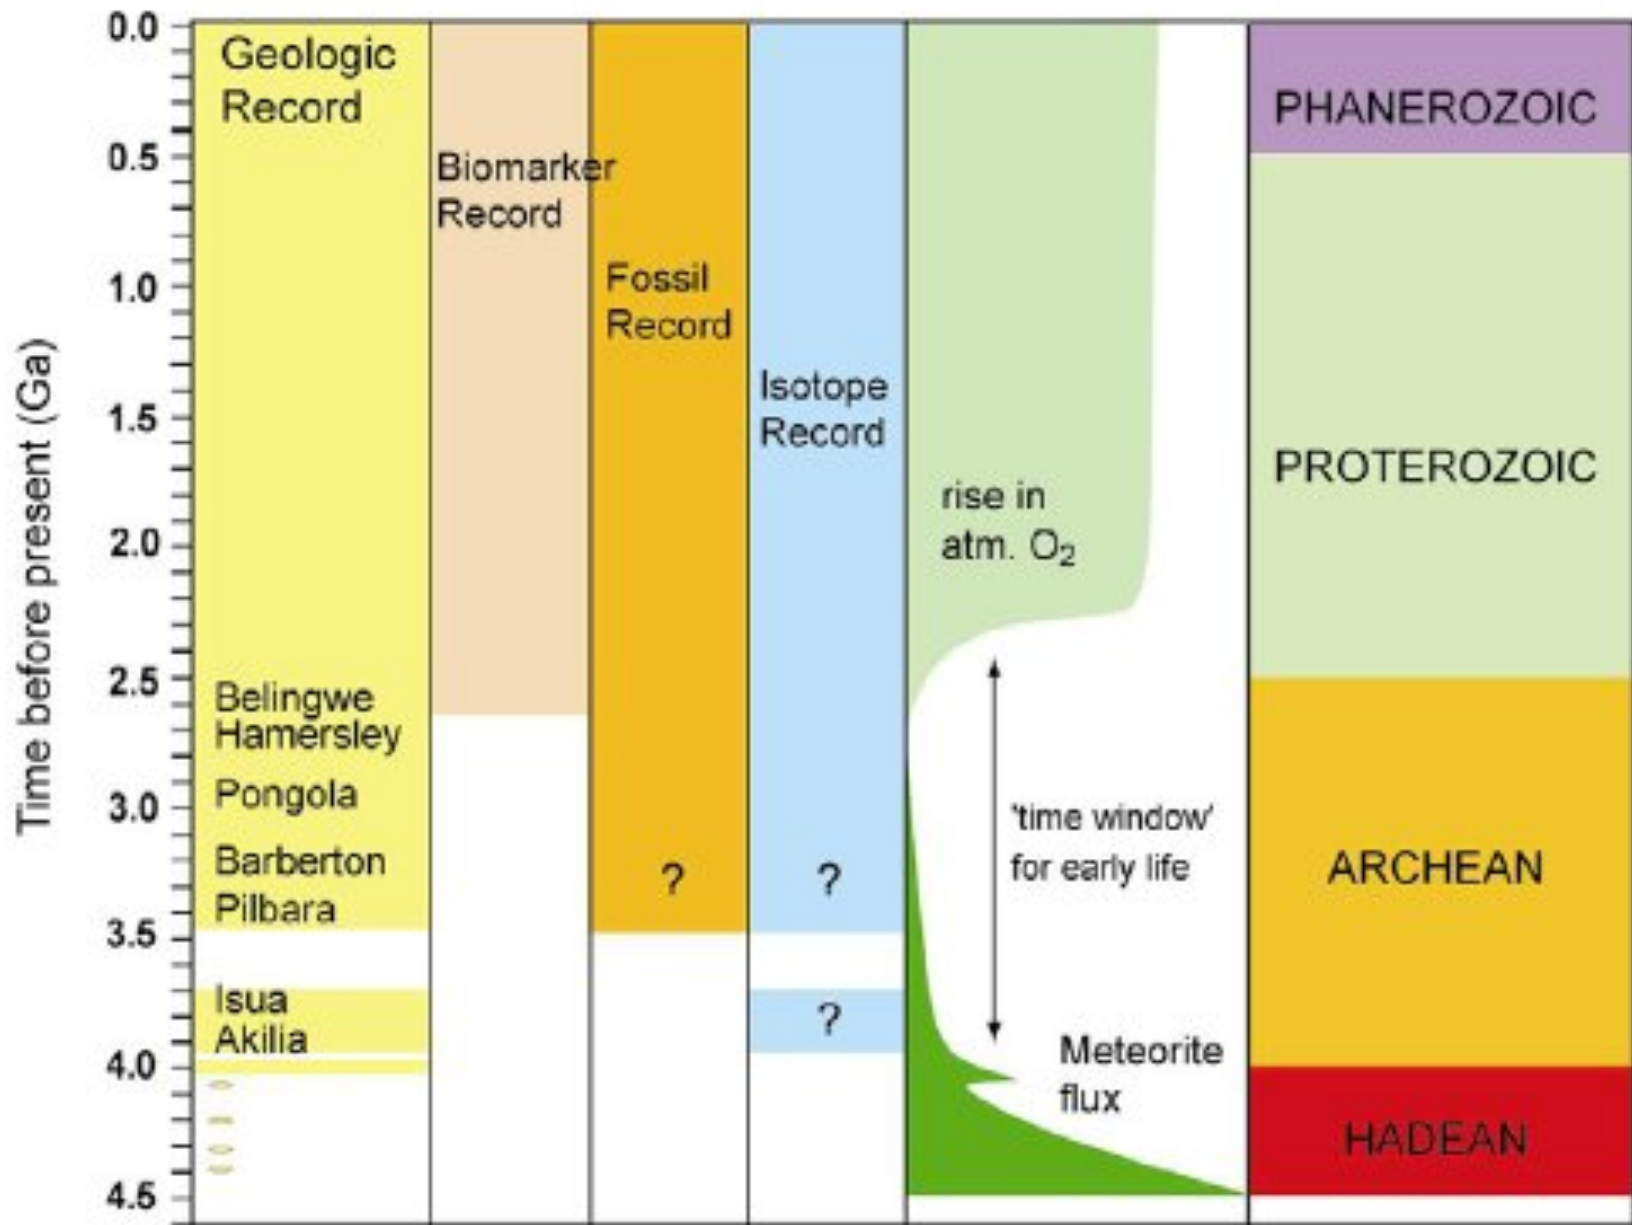 Time before present (Ga)
0.0
0.5
1.0
1.5
2.0
2.5
3.0
3.5
4.0
4.5
Geologic
Record
Belingwe
Hamersley
Pongola
Barberton
Pilbara
Isua
Akilia
Biomarker
Record
Fossil
Record
?
Isotope
Record
?
?
rise in
atm. O₂
'time window'
for early life
Meteorite
flux
PHANEROZOIC
PROTEROZOIC
ARCHEAN
HADEAN